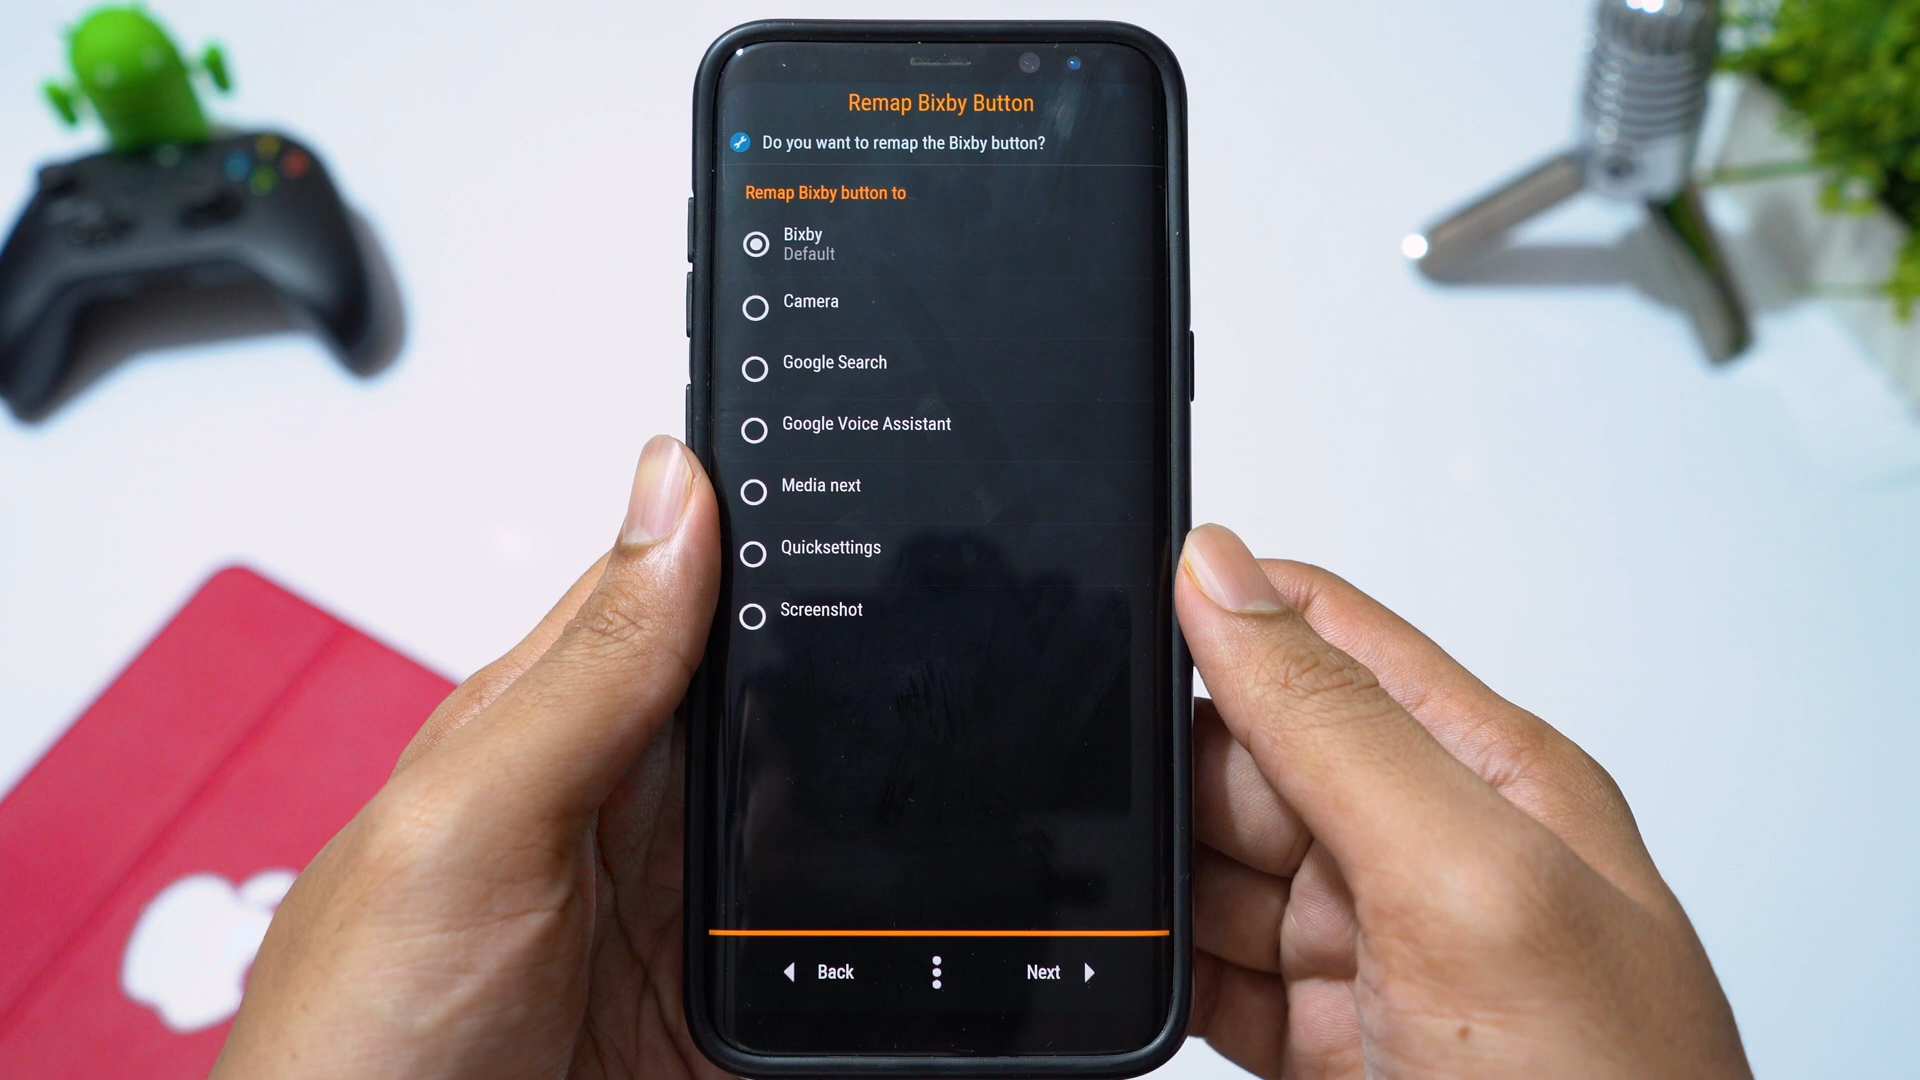 Remap Bixby Button
Do you want to remap the Bixby button?
Remap Bixby button to
Bixby
Default
Camera
Google Search
Google Voice Assistant
Media next
Quicksettings
Screenshot
Back
Next